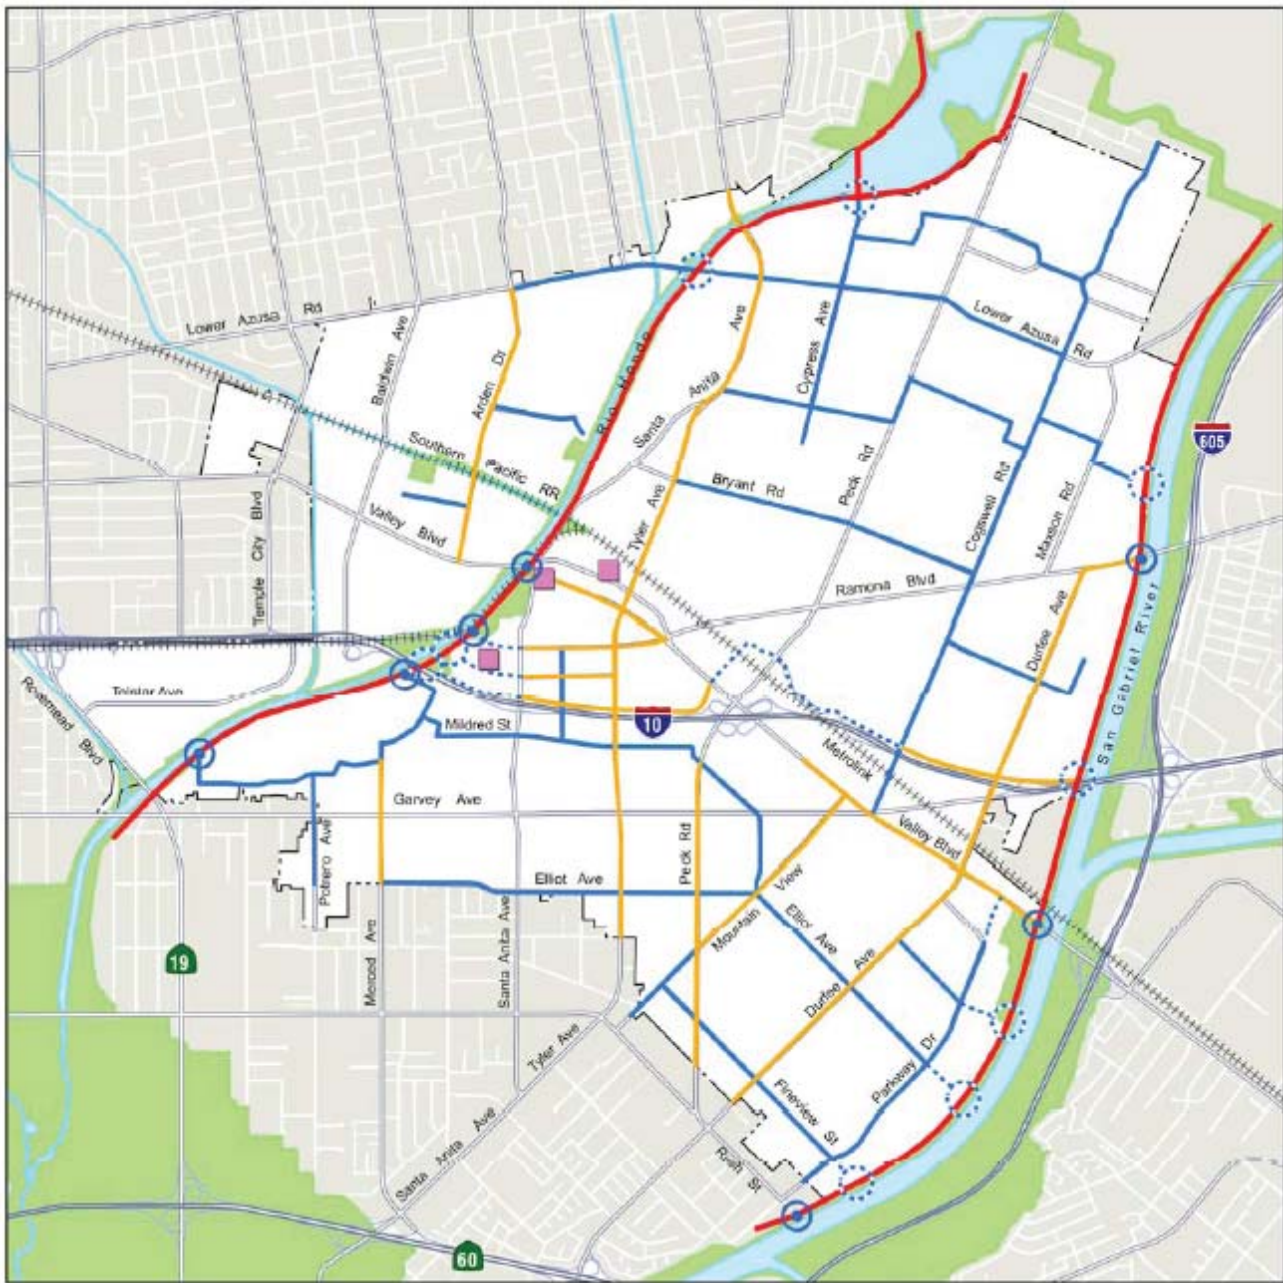 Lower Azusa Rd
Baldwin Ave
Arden Dr
Rio Hondo
Santa Anita
Ave
Cypress Ave
Lower Azusa Rd
605
Southern Pacific RR
Temple City Blvd
Valley Blvd
Tyler Ave
Bryant Rd
Peck Rd
Cogswell Rd
Maxson Rd
Ramona Blvd
Durfee Ave
San Gabriel River
Rosemead Blvd
Telstar Ave
Mildred St
10
Metrolink
Garvey Ave
Valley Blvd
Potrero Ave
Peck Rd
Elliot Ave
Mountain View
Elliot Ave
Durfee Ave
19
Merced Ave
Santa Anita Ave
Tyler Ave
Parkway Dr
Fineview St
Santa Anita Ave
Rush St
60